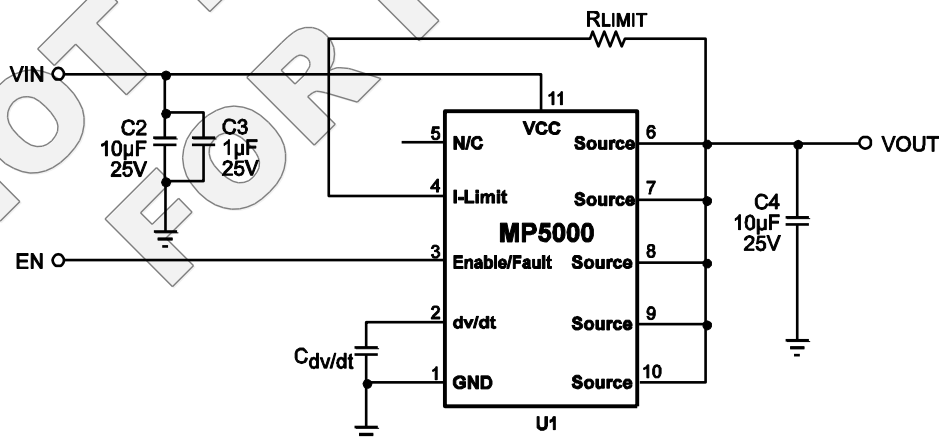 RLIMIT
VIN
11
VCC
C2
10µF
25V
C3
1µF
25V
5
N/C
Source
6
VOUT
4
I-Limit
Source
7
C4
10µF
25V
MP5000
EN
3
Enable/Fault
Source
8
2
dv/dt
Source
9
Cdv/dt
1
GND
Source
10
U1
OT
FOR